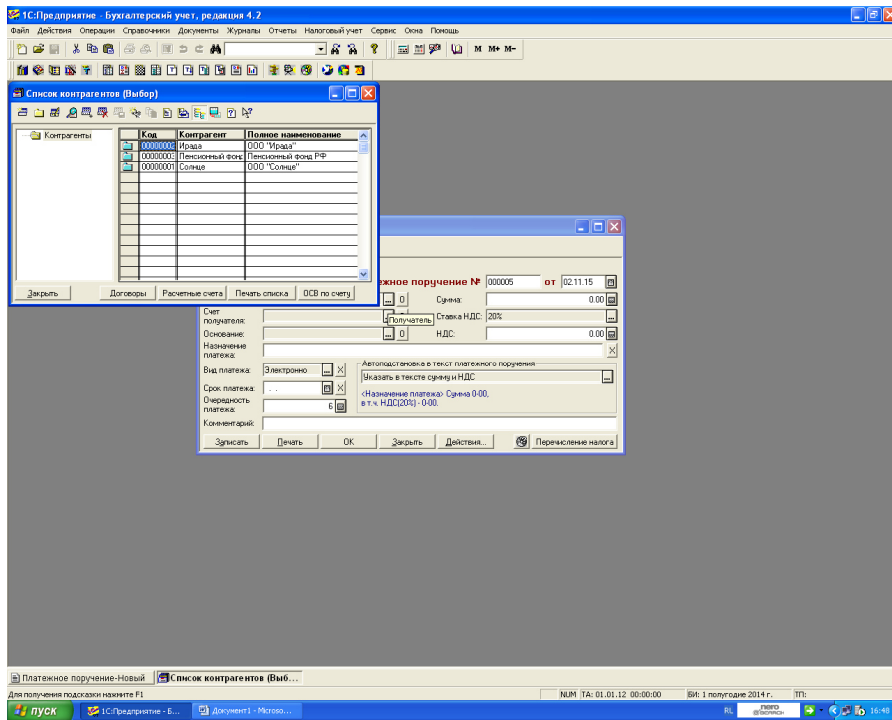 1С:Предприятие - Бухгалтерский учет, редакция 4.2
Файл Действия Операции Справочники Документы Журналы Отчеты Налоговый учет Сервис Окна Помощь
M M+ M-
Список контрагентов (Выбор)
Контрагенты
Код Контрагент Полное наименование
00000002 Ирада ООО "Ирада"
00000003 Пенсионный фонд Пенсионный фонд РФ
00000001 Солнце ООО "Солнце"
Закрыть Договоры Расчетные счета Печать списка ОСВ по счету
ежное поручение № 000005 от 02.11.15
... 0 Сумма: 0.00
Счет получателя: ... Получатель Ставка НДС: 20% ...
Основание: ... 0 НДС: 0.00
Назначение платежа: X
Вид платежа: Электронно ... X
Автоподстановка в текст платежного поручения
Указать в тексте сумму и НДС ...
Срок платежа: . . X
<Назначение платежа> Сумма 0-00,
в т.ч. НДС(20%) - 0-00.
Очередность платежа: 6
Комментарий:
Записать Печать OK Закрыть Действия... Перечисление налога
Платежное поручение-Новый Список контрагентов (Выб...
Для получения подсказки нажмите F1 NUM TA: 01.01.12 00:00:00 БИ: 1 полугодие 2014 г. ТП:
пуск 1С:Предприятие - Б... Документ1 - Microso... RL nero 16:48